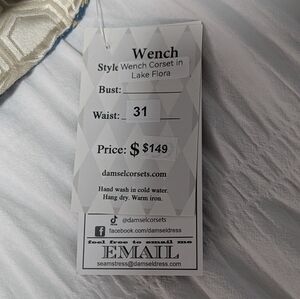 Wench
Style Wench Corset in
Lake Flora
Bust:
Waist: 31
Price: $ $149
damselcorsets.com
Hand wash in cold water.
Hang dry. Warm iron.
@damselcorsets
facebook.com/damseldress
feel free to email me
EMAIL
seamstress@damseldress.com